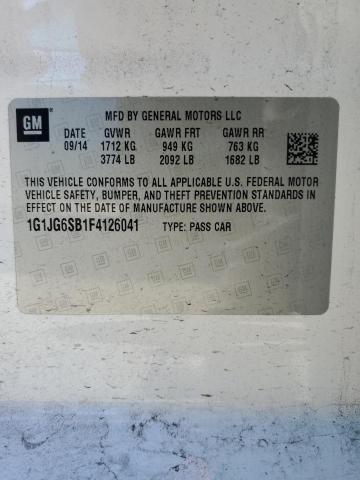 GM
MFD BY GENERAL MOTORS LLC
DATE GVWR GAWR FRT GAWR RR
09/14 1712 KG 949 KG 763 KG
3774 LB 2092 LB 1682 LB
THIS VEHICLE CONFORMS TO ALL APPLICABLE U.S. FEDERAL MOTOR
VEHICLE SAFETY, BUMPER, AND THEFT PREVENTION STANDARDS IN
EFFECT ON THE DATE OF MANUFACTURE SHOWN ABOVE.
1G1JG6SB1F4126041 TYPE: PASS CAR